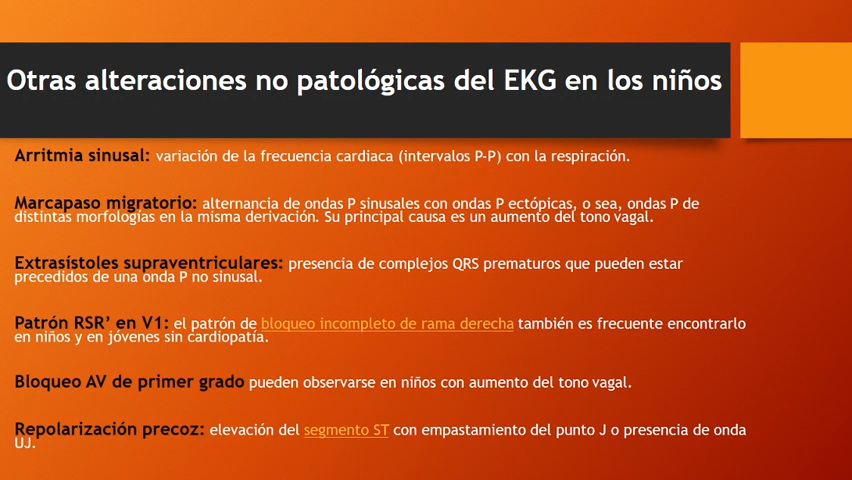 Otras alteraciones no patológicas del EKG en los niños
Arritmia sinusal: variación de la frecuencia cardiaca (intervalos P-P) con la respiración.
Marcapaso migratorio: alternancia de ondas P sinusales con ondas P ectópicas, o sea, ondas P de
distintas morfologías en la misma derivación. Su principal causa es un aumento del tono vagal.
Extrasístoles supraventriculares: presencia de complejos QRS prematuros que pueden estar
precedidos de una onda P no sinusal.
Patrón RSR’ en V1: el patrón de bloqueo incompleto de rama derecha también es frecuente encontrarlo
en niños y en jóvenes sin cardiopatía.
Bloqueo AV de primer grado pueden observarse en niños con aumento del tono vagal.
Repolarización precoz: elevación del segmento ST con empastamiento del punto J o presencia de onda
UJ.